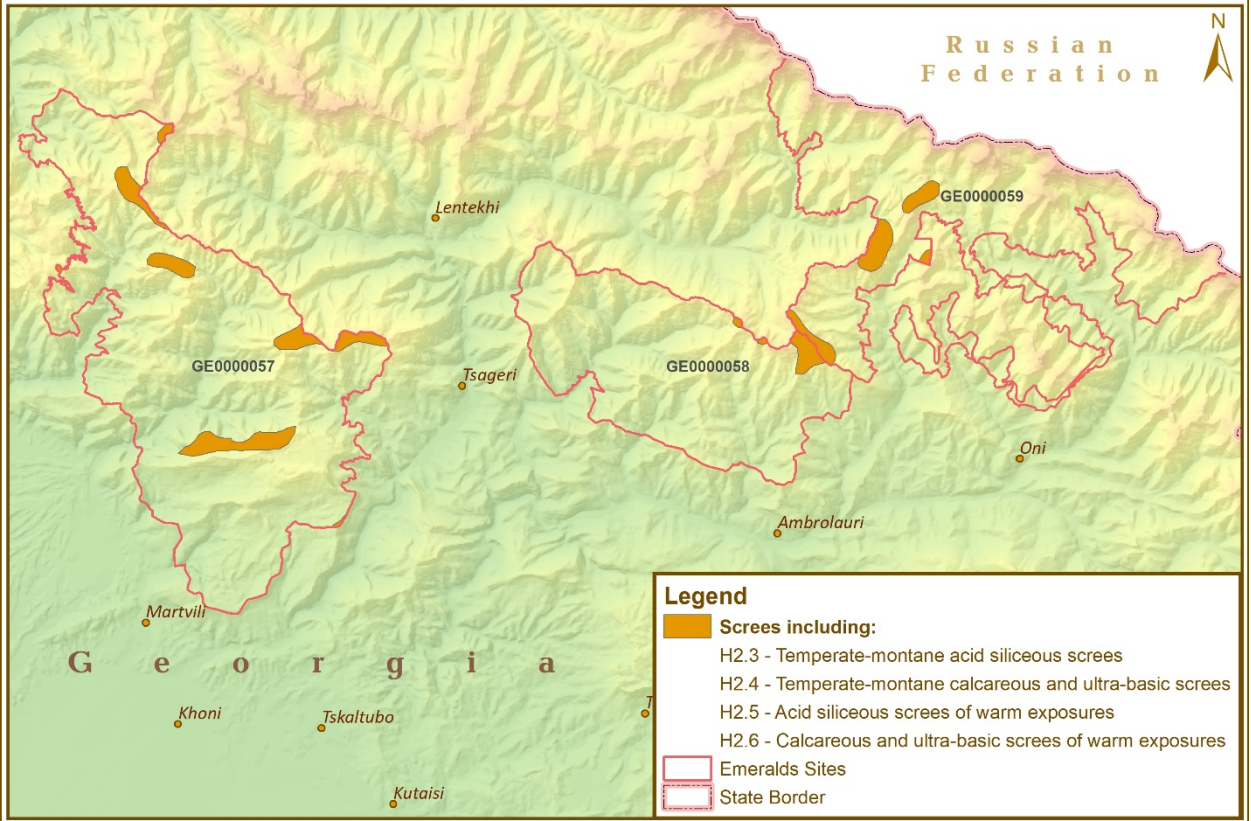 N
Russian
Federation
GE0000059
Lentekhi
GE0000057
GE0000058
Tsageri
Oni
Ambrolauri
Martvili
Georgia
Khoni
Tskaltubo
T
Kutaisi
Legend
Screes including:
H2.3 - Temperate-montane acid siliceous screes
H2.4 - Temperate-montane calcareous and ultra-basic screes
H2.5 - Acid siliceous screes of warm exposures
H2.6 - Calcareous and ultra-basic screes of warm exposures
Emeralds Sites
State Border